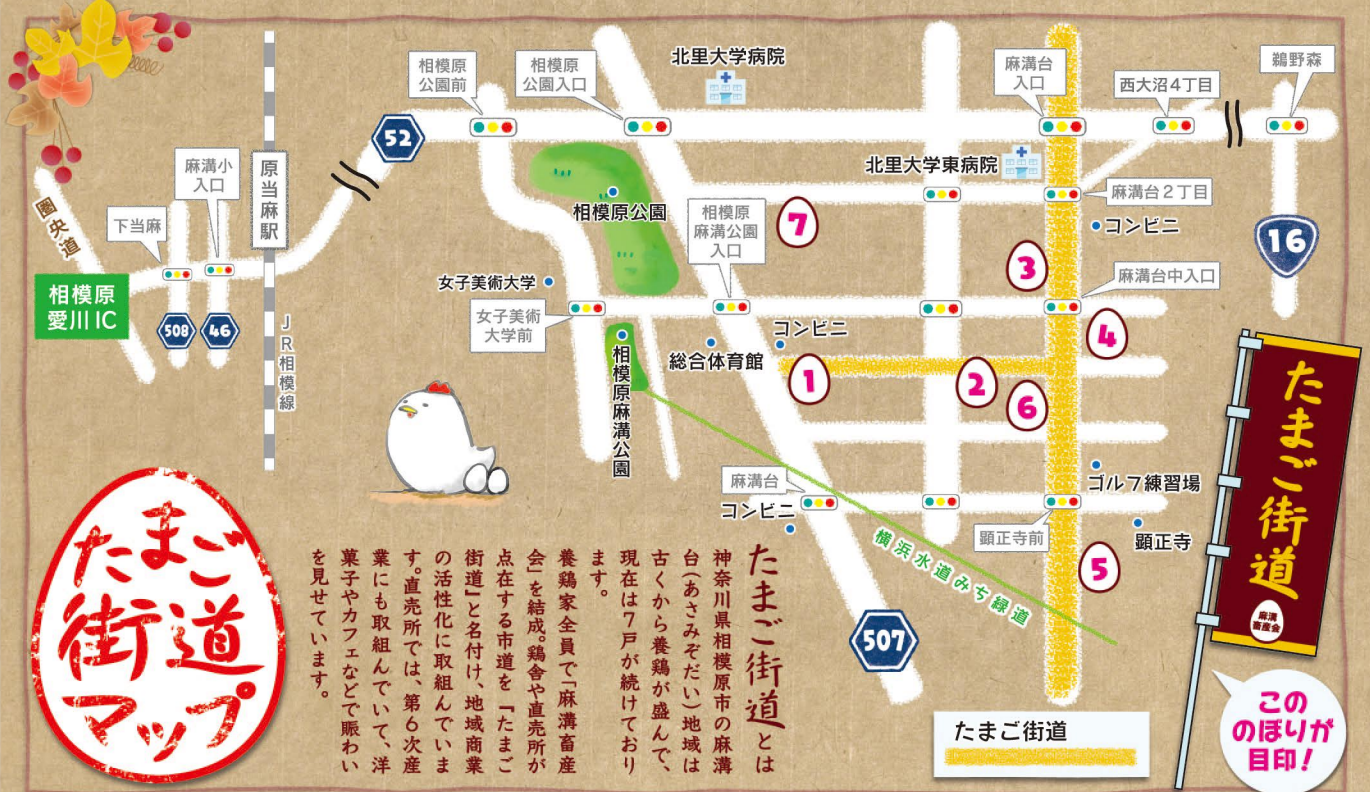 相模原
公園前
相模原
公園入口
北里大学病院
麻溝台
入口
西大沼4丁目
鵜野森
52
麻溝小
入口
原当麻駅
下当麻
圏央道
相模原
愛川IC
508
46
JR相模線
相模原公園
女子美術大学
女子美術
大学前
相模原
麻溝公園
入口
7
北里大学東病院
麻溝台2丁目
コンビニ
3
麻溝台中入口
16
4
コンビニ
総合体育館
1
2
6
相模原麻溝公園
麻溝台
コンビニ
ゴルフ練習場
顕正寺前
顕正寺
横浜水道みち緑道
5
507
たまご街道
麻溝
畜産会
この
のぼりが
目印!
たまご街道
たまご
街道
マップ
たまご街道とは
神奈川県相模原市の麻溝
台(あさみぞだい)地域は
古くから養鶏が盛んで、
現在は7戸が続けており
ます。
養鶏家全員で「麻溝畜産
会」を結成。鶏舎や直売所が
点在する市道を『たまご
街道』と名付け、地域商業
の活性化に取組んでいま
す。直売所では、第6次産
業にも取組んでいて、洋
菓子やカフェなどで賑わい
を見せています。